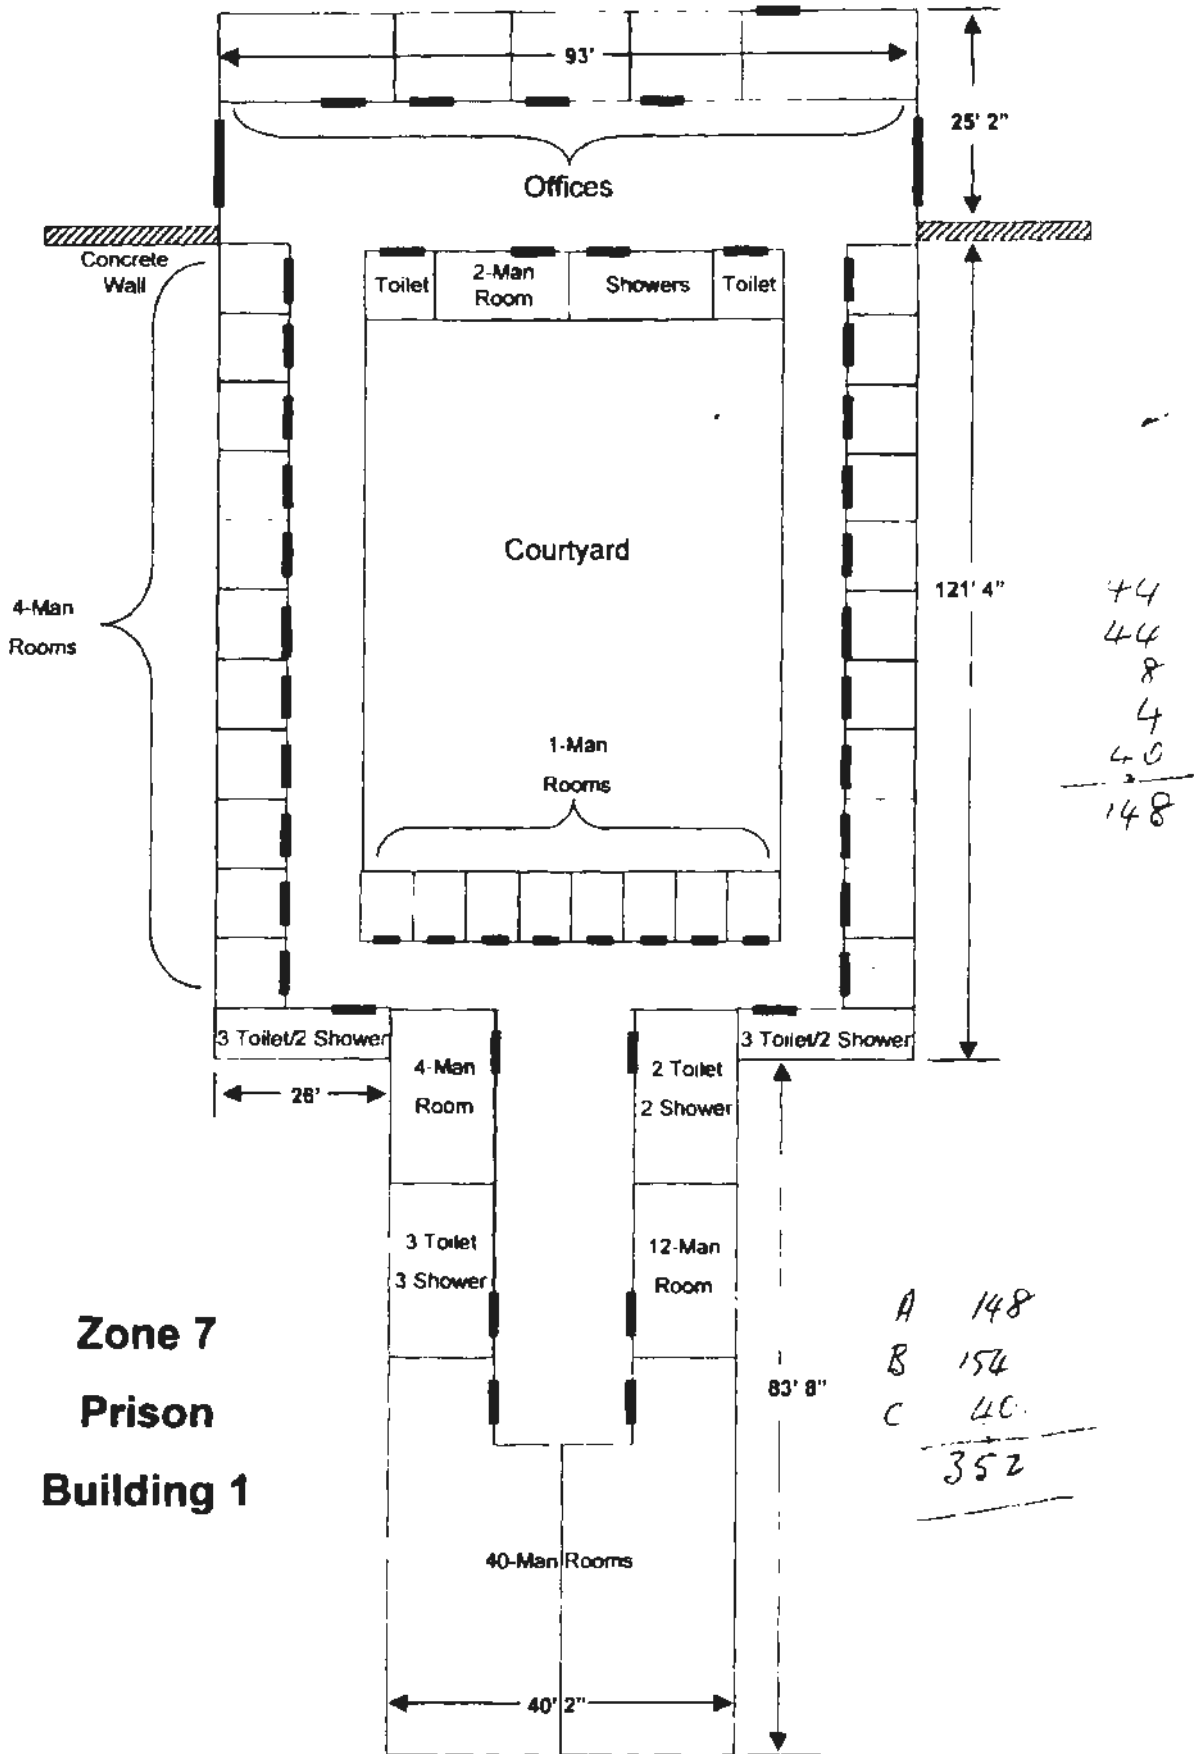 93'
25' 2"
Offices
Concrete
Wall
Toilet
2-Man
Room
Showers
Toilet
Courtyard
4-Man
Rooms
121' 4"
44
44
8
4
40
148
1-Man
Rooms
3 Toilet/2 Shower
3 Toilet/2 Shower
26'
4-Man
Room
2 Toilet
2 Shower
3 Toilet
3 Shower
12-Man
Room
Zone 7
Prison
Building 1
83' 8"
A 148
B 154
C 40
352
40-Man Rooms
40' 2"